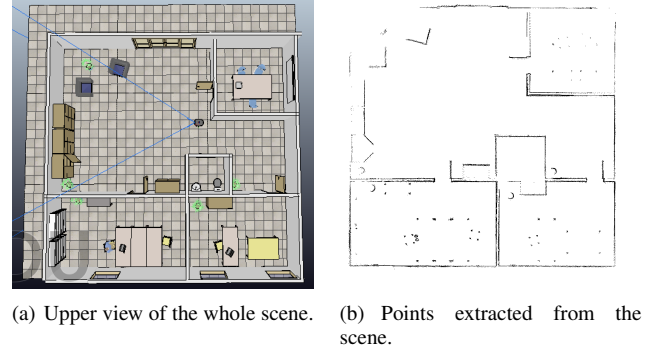 (a) Upper view of the whole scene.
(b) Points extracted from the
scene.